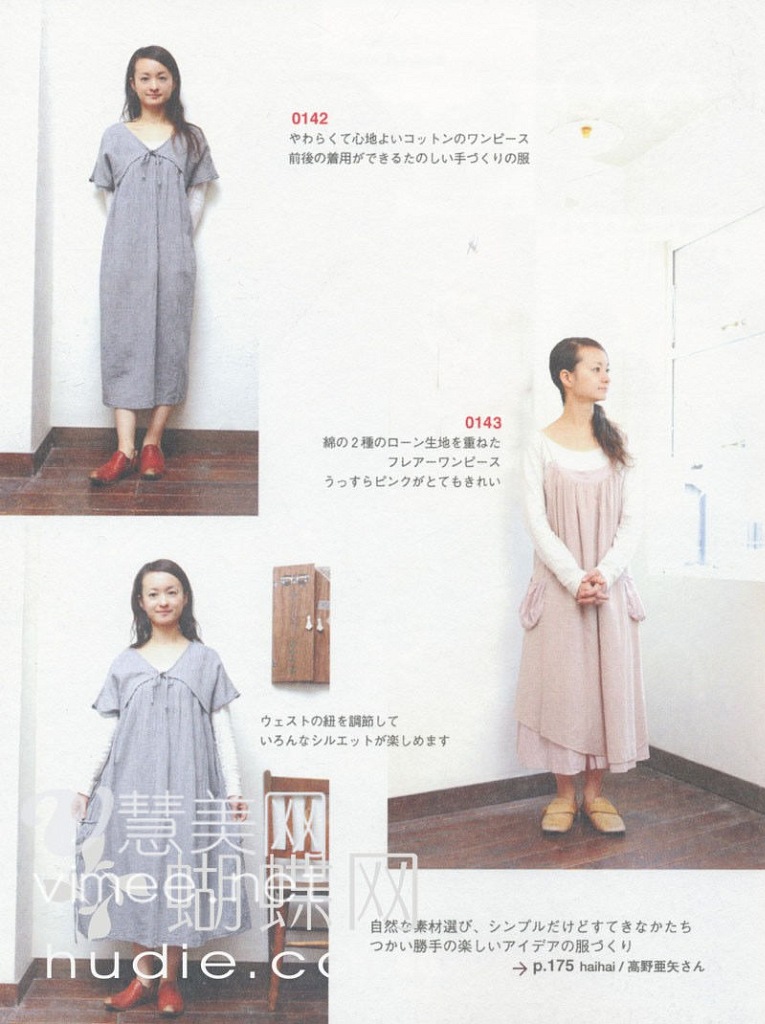 0142
やわらくて心地よいコットンのワンピース
前後の着用ができるたのしい手づくりの服
0143
綿の2種のローン生地を重ねた
フレアーワンピース
うっすらピンクがとてもきれい
ウェストの紐を調節して
いろんなシルエットが楽しめます
慧美网
vimee.net
蝴蝶网
hudie.co
自然な素材選び、シンプルだけどすてきなかたち
つかい勝手の楽しいアイデアの服づくり
→ p.175 haihai / 高野亜矢さん